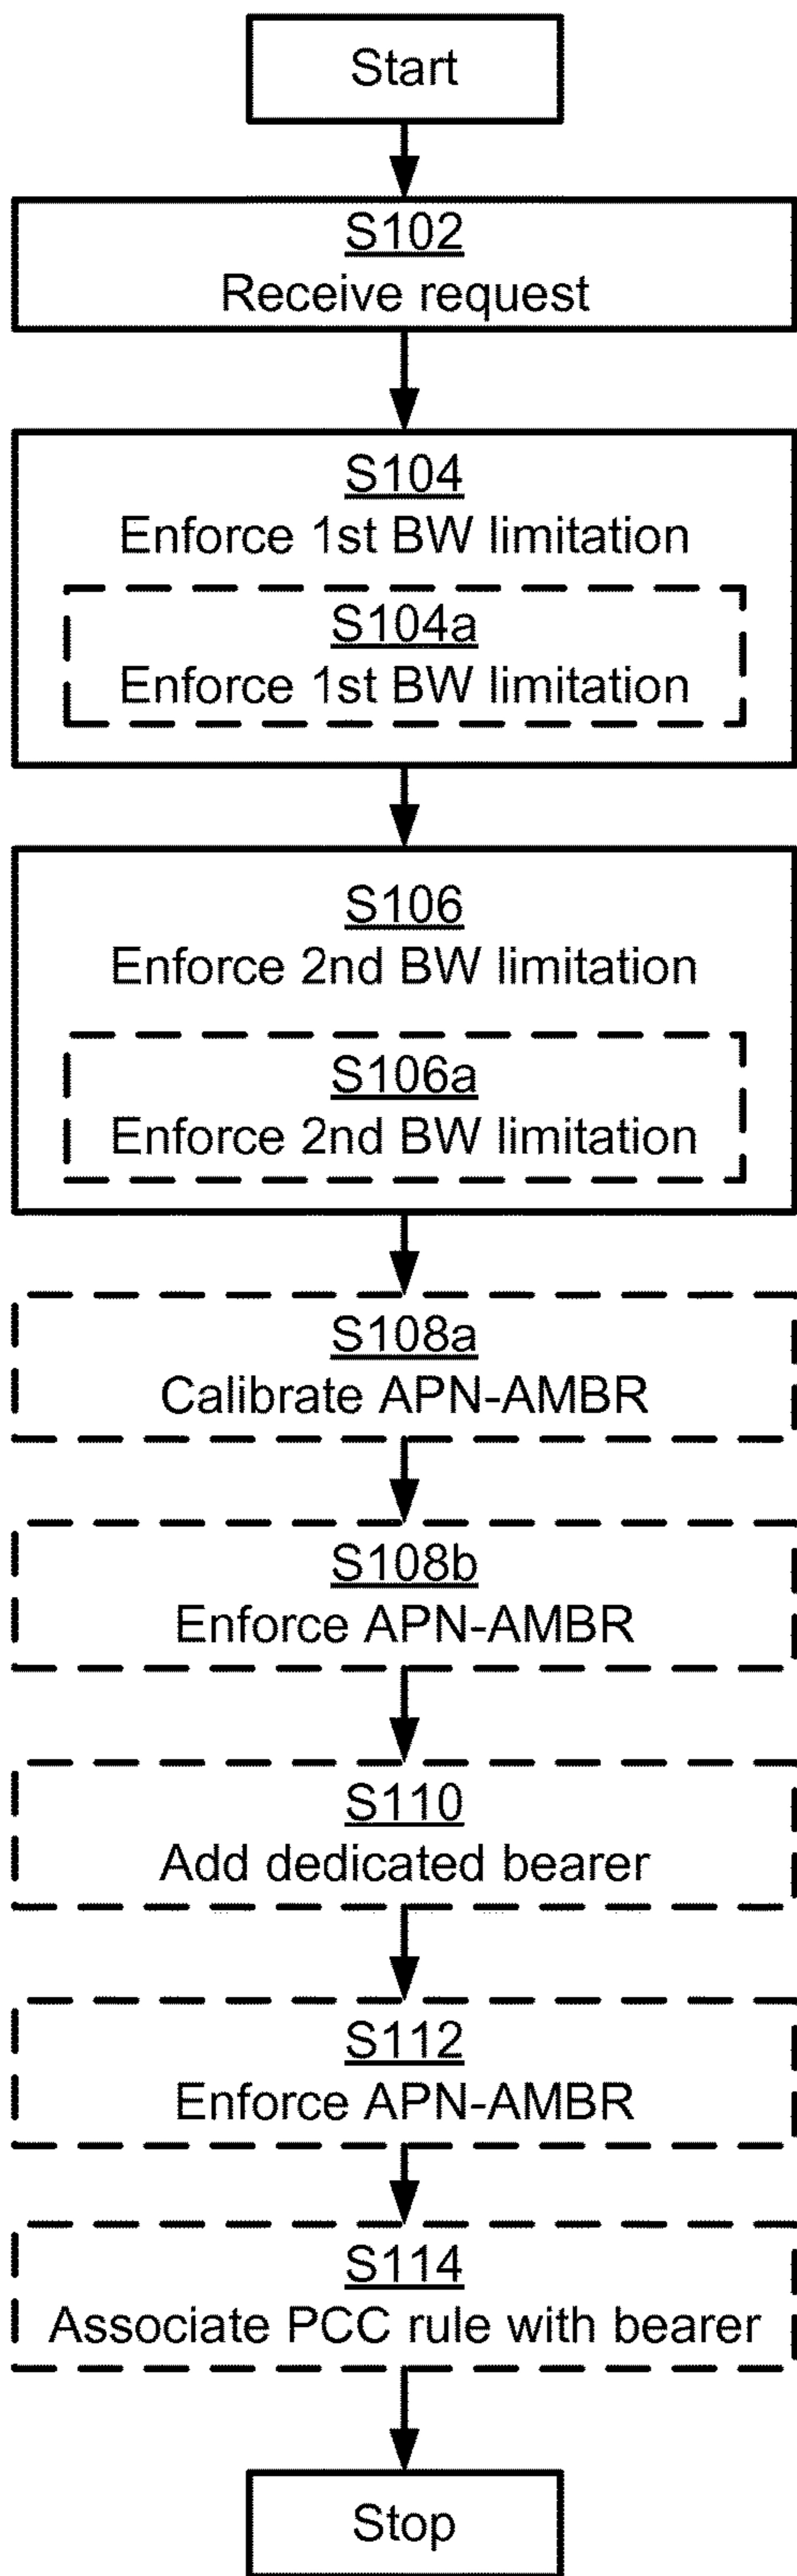 Start
S102
Receive request
S104
Enforce 1st BW limitation
S104a
Enforce 1st BW limitation
S106
Enforce 2nd BW limitation
S106a
Enforce 2nd BW limitation
S108a
Calibrate APN-AMBR
S108b
Enforce APN-AMBR
S110
Add dedicated bearer
S112
Enforce APN-AMBR
S114
Associate PCC rule with bearer
Stop